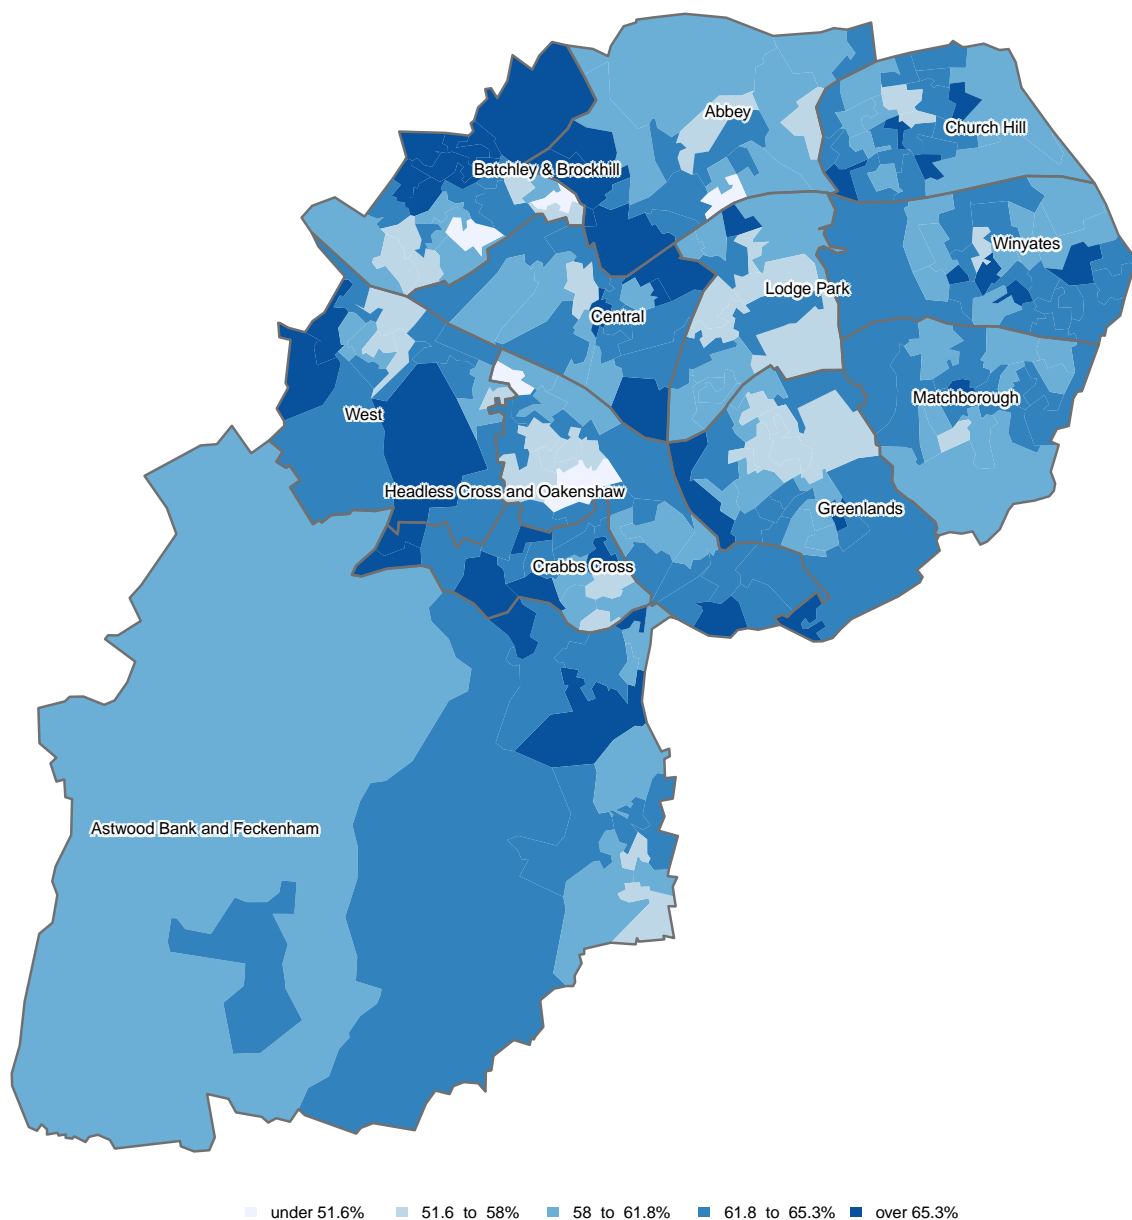 Abbey
Church Hill
Batchley & Brockhill
Winyates
Lodge Park
Central
Matchborough
West
Headless Cross and Oakenshaw
Greenlands
Crabbs Cross
Astwood Bank and Feckenham
under 51.6% 51.6 to 58% 58 to 61.8% 61.8 to 65.3% over 65.3%